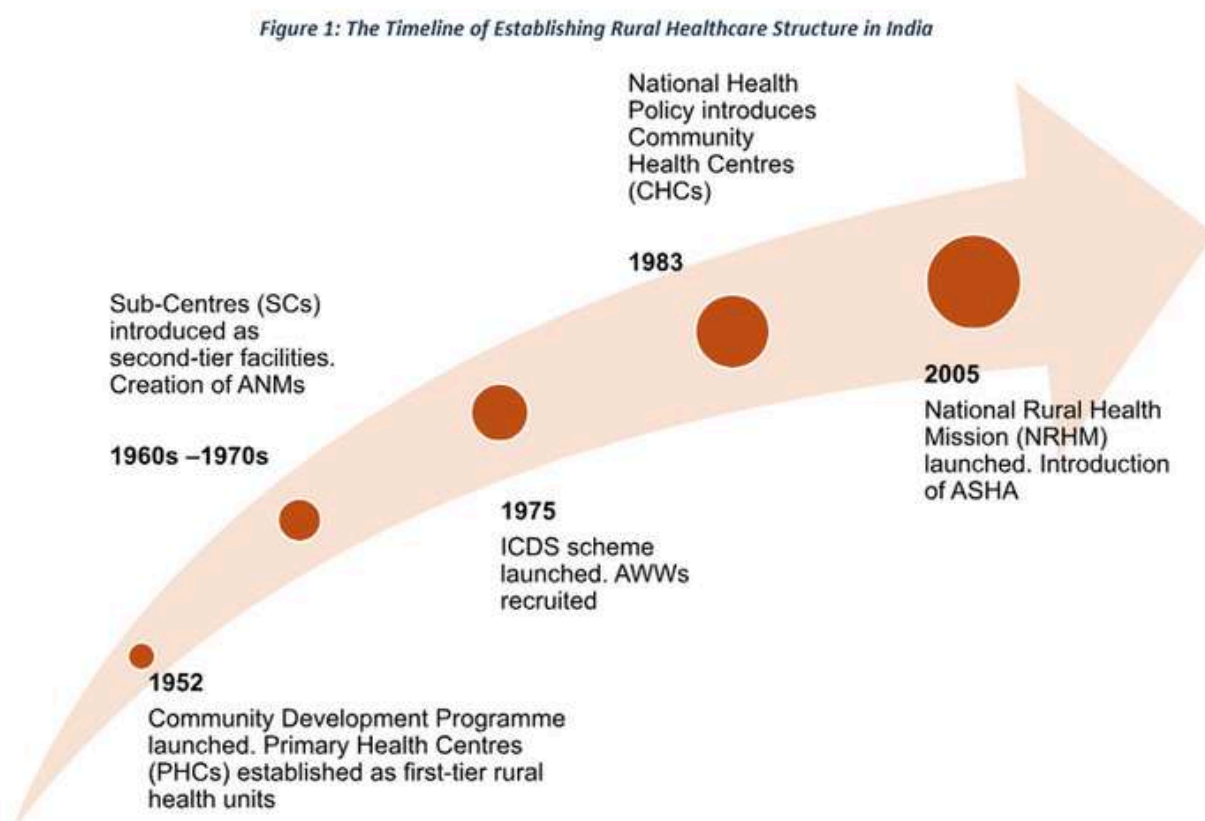 Figure 1: The Timeline of Establishing Rural Healthcare Structure in India
National Health
Policy introduces
Community
Health Centres
(CHCs)
1983
Sub-Centres (SCs)
introduced as
second-tier facilities.
Creation of ANMs
1960s –1970s
2005
National Rural Health
Mission (NRHM)
launched. Introduction
of ASHA
1975
ICDS scheme
launched. AWWs
recruited
1952
Community Development Programme
launched. Primary Health Centres
(PHCs) established as first-tier rural
health units